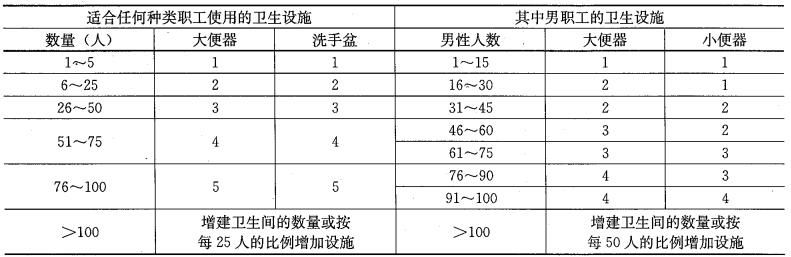 适合任何种类职工使用的卫生设施 其中男职工的卫生设施
数量（人） 大便器 洗手盆 男性人数 大便器 小便器
1～5 1 1 1～15 1 1
6～25 2 2 16～30 2 1
26～50 3 3 31～45 2 2
51～75 4 4 46～60 3 2
61～75 3 3
76～100 5 5 76～90 4 3
91～100 4 4
＞100 增建卫生间的数量或按 ＞100 增建卫生间的数量或按
每25人的比例增加设施 每50人的比例增加设施